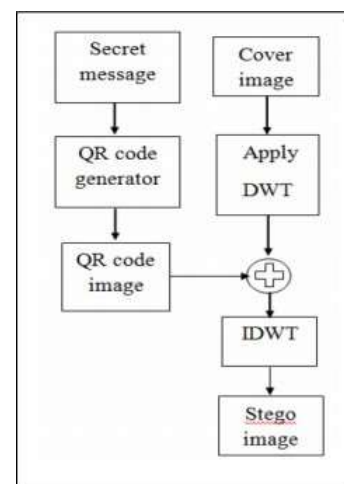 Secret
message
QR code
generator
QR code
image
Cover
image
Apply
DWT
IDWT
Stego
image